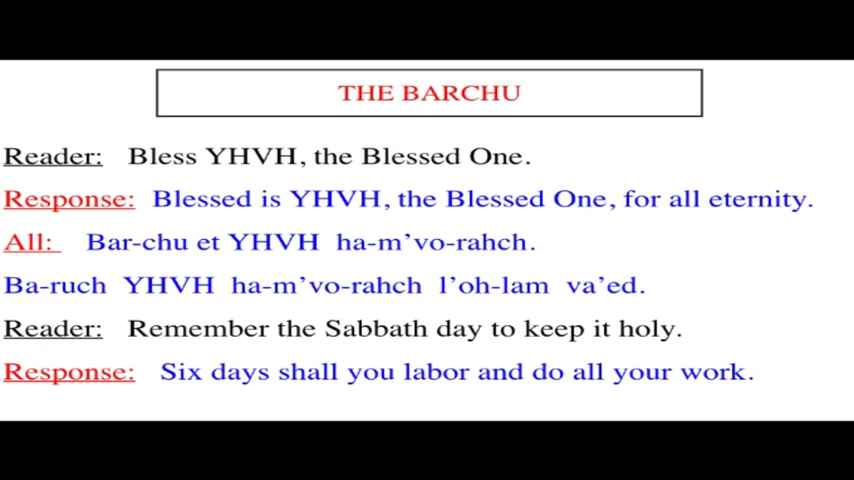 THE BARCHU
Reader: Bless YHVH, the Blessed One.
Response: Blessed is YHVH, the Blessed One, for all eternity.
All: Bar-chu et YHVH ha-m’vo-rahch.
Ba-ruch YHVH ha-m’vo-rahch l’oh-lam va’ed.
Reader: Remember the Sabbath day to keep it holy.
Response: Six days shall you labor and do all your work.